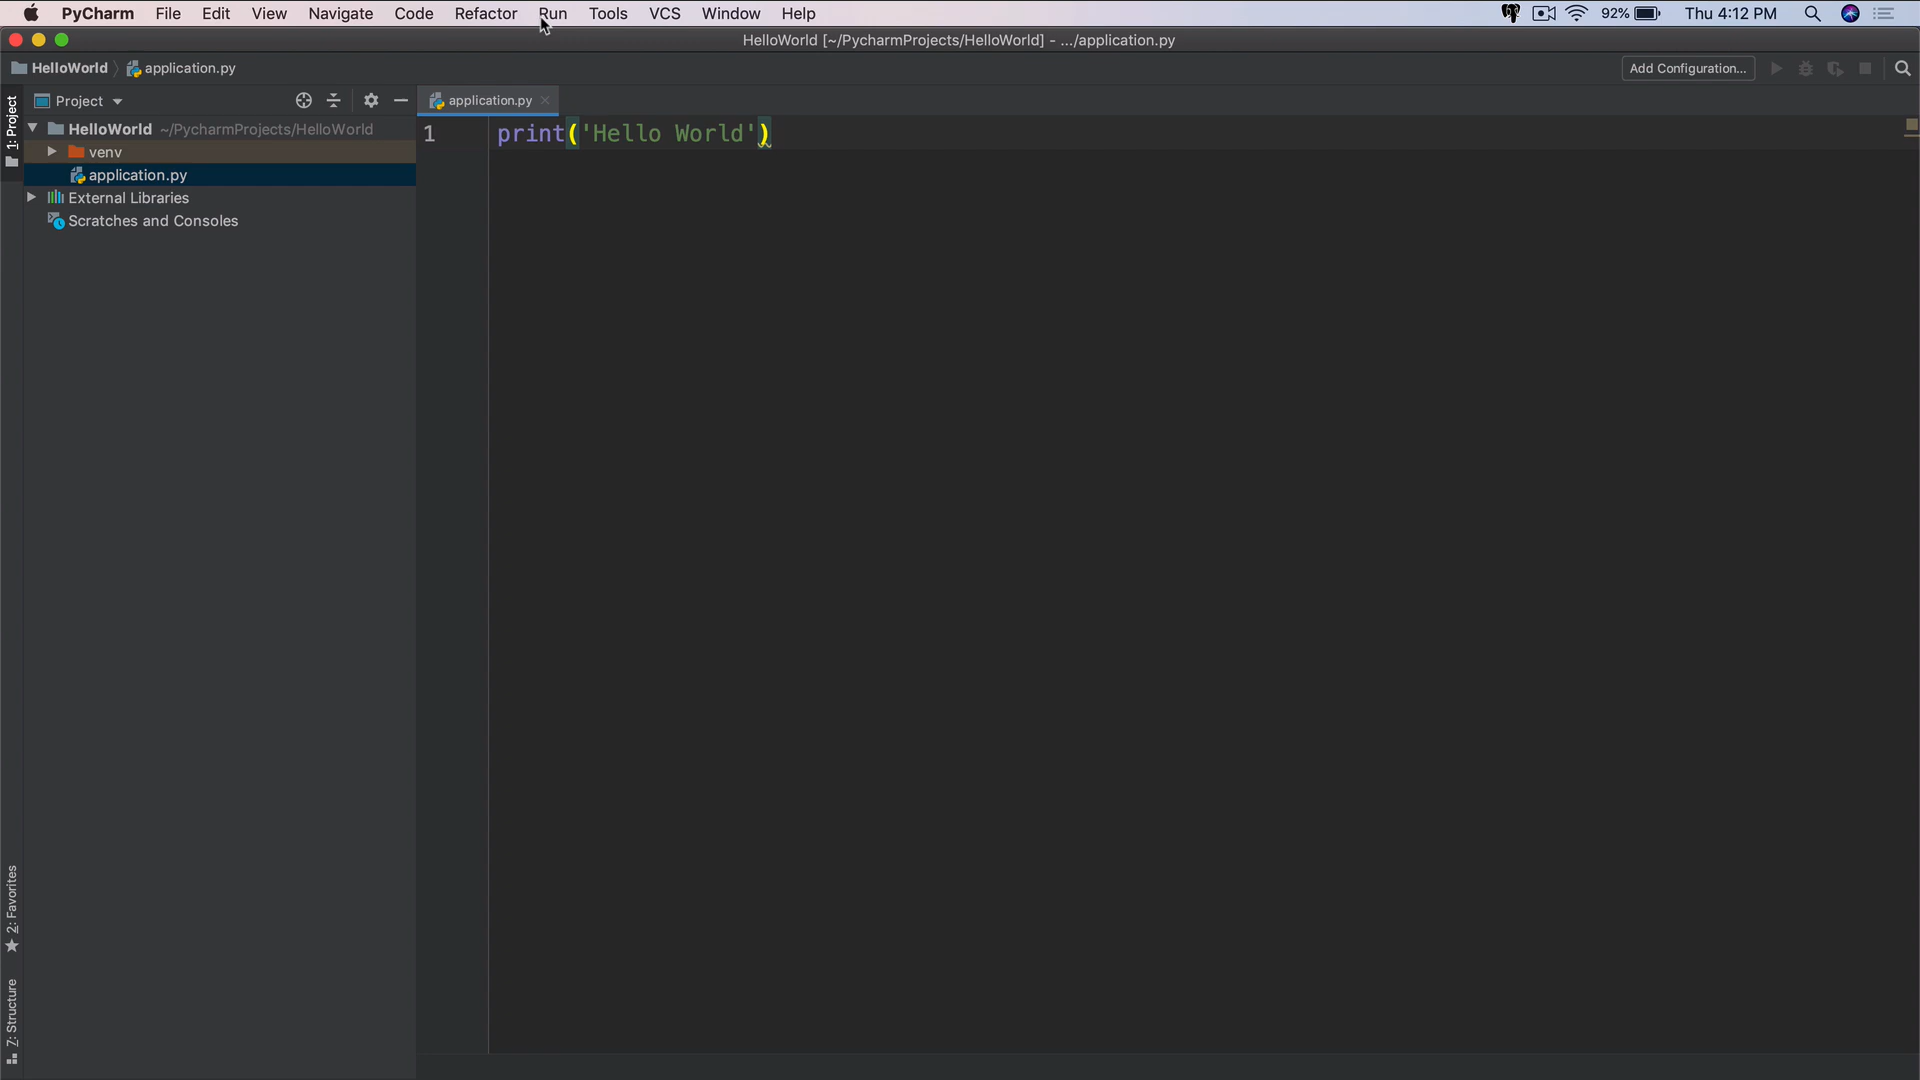 PyCharm File Edit View Navigate Code Refactor Run Tools VCS Window Help 92% Thu 4:12 PM
HelloWorld [~/PycharmProjects/HelloWorld] - .../application.py
HelloWorld application.py Add Configuration...
Project application.py
1: Project
HelloWorld ~/PycharmProjects/HelloWorld
1 print('Hello World')
venv
application.py
External Libraries
Scratches and Consoles
2: Favorites
7: Structure